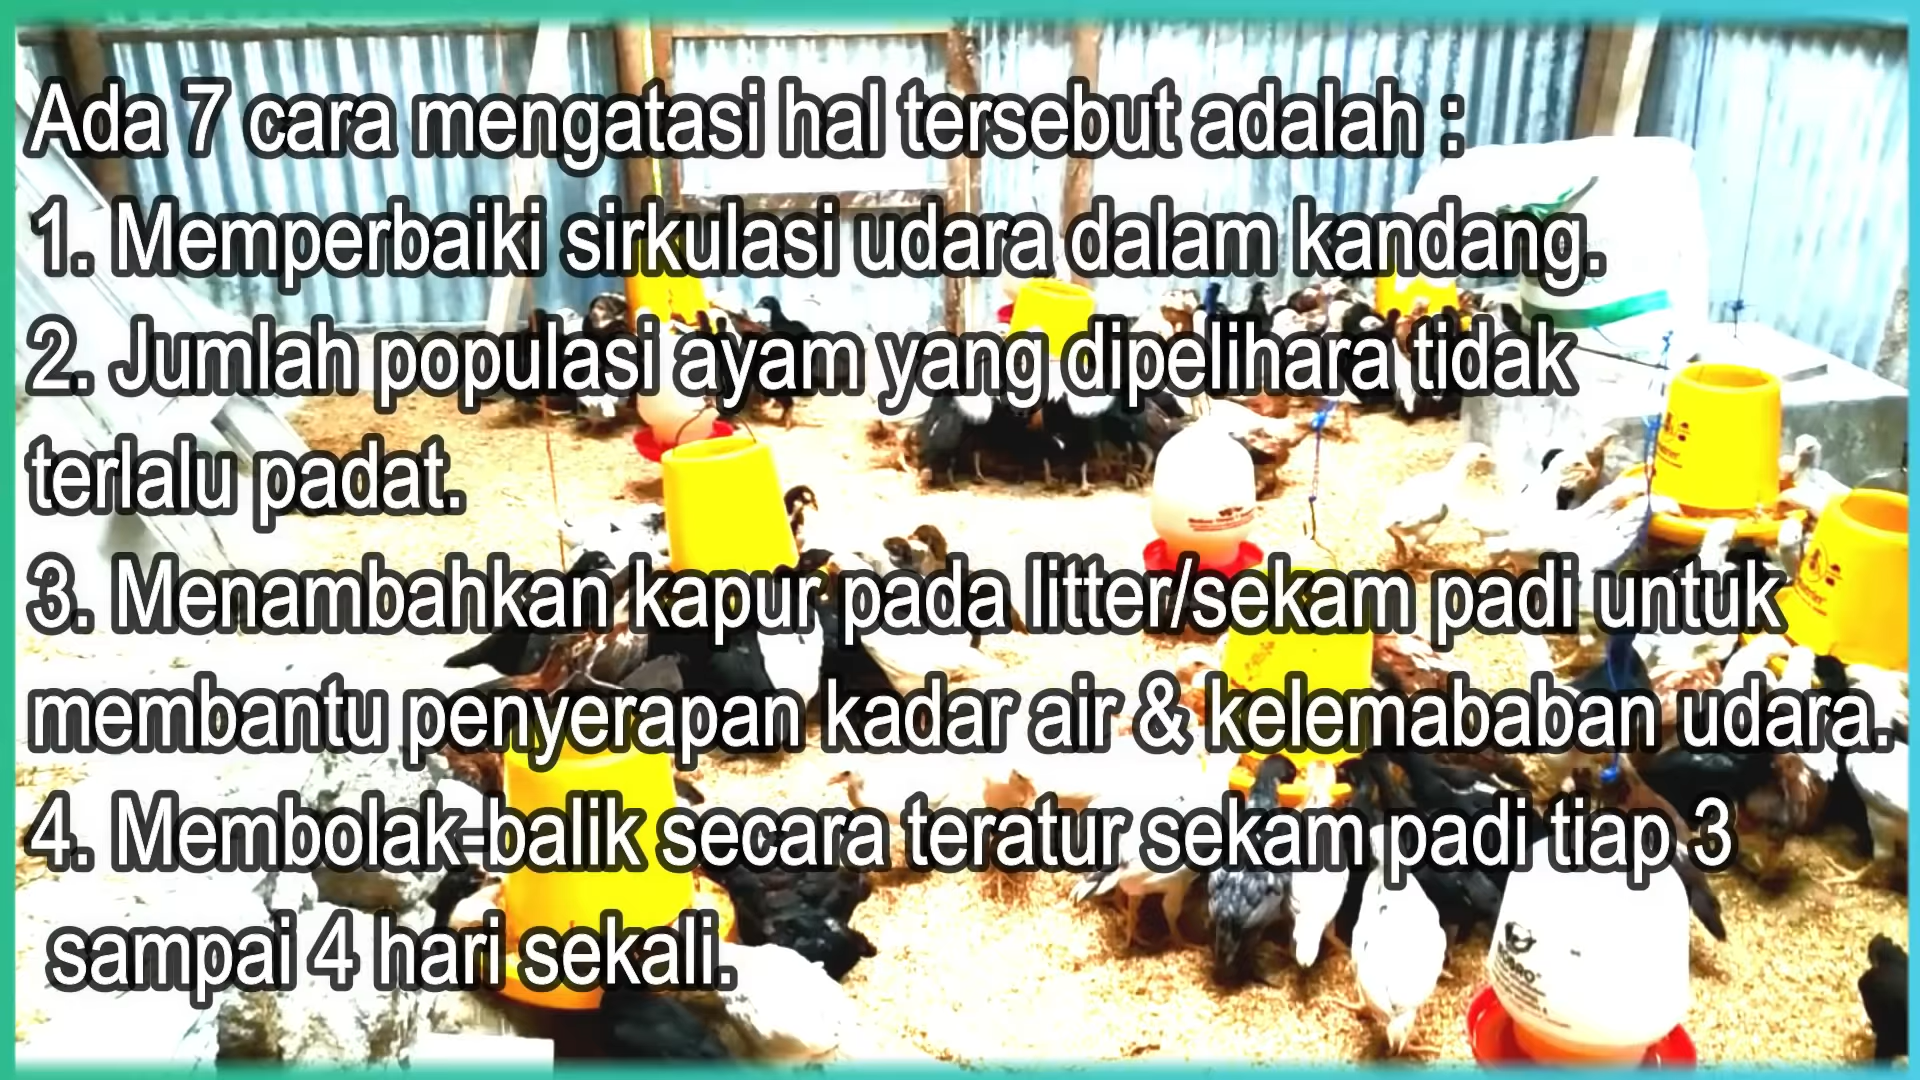 Ada 7 cara mengatasi hal tersebut adalah :
1. Memperbaiki sirkulasi udara dalam kandang.
2. Jumlah populasi ayam yang dipelihara tidak
terlalu padat.
3. Menambahkan kapur pada litter/sekam padi untuk
membantu penyerapan kadar air & kelemababan udara.
4. Membolak-balik secara teratur sekam padi tiap 3
sampai 4 hari sekali.